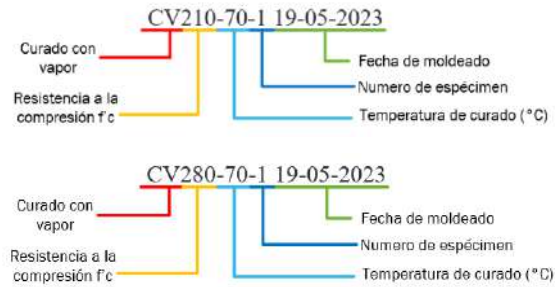 CV210-70-1 19-05-2023
Curado con
vapor
Fecha de moldeado
Numero de espécimen
Resistencia a la
compresión f'c
Temperatura de curado (°C)
CV280-70-1 19-05-2023
Curado con
vapor
Fecha de moldeado
Numero de espécimen
Resistencia a la
compresión f'c
Temperatura de curado (°C)